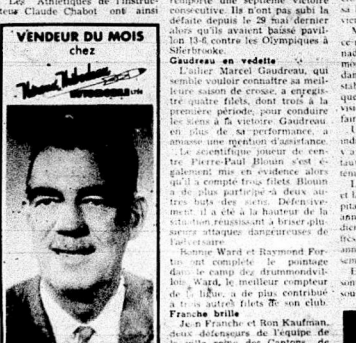 Les Athlétiques de l'instruc-
teur Claude Chabot ont ainsi
VENDEUR DU MOIS
chez
AUTOMOBILE
remporté une septième victoire
consécutive. Ils n'ont pas subi la
défaite depuis le 29 mai dernier
alors qu'ils avaient baissé pavil-
lon 13-6, contre les Olympiques à
Sherbrooke.
Gaudreau en vedette
L'ailier Marcel Gaudreau, qui
semble vouloir connaître sa meil-
leure saison de crosse, a enregis-
tré quatre filets, dont trois à la
première période, pour conduire
les siens à la victoire. Gaudreau
en plus de sa performance, a
amassé une mention d'assistance.
Le scientifique joueur de cen-
tre Pierre-Paul Blouin s'est é-
galement mis en évidence alors
qu'il a compté trois filets. Blouin
a de plus participé à deux au-
tres buts des siens. Défensive-
ment, il a été à la hauteur de la
situation réussissant à briser plu-
sieurs attaques dangereuses de
l'adversaire.
Ronnie Ward et Raymond For-
tin ont complété le pointage
dans le camp des drummondvil-
lois. Ward, le meilleur compteur
de la ligue, a de plus contribué
à trois autres filets de son club.
Franche brille
Jean Franche et Ron Kaufman,
deux défenseurs de l'équipe de